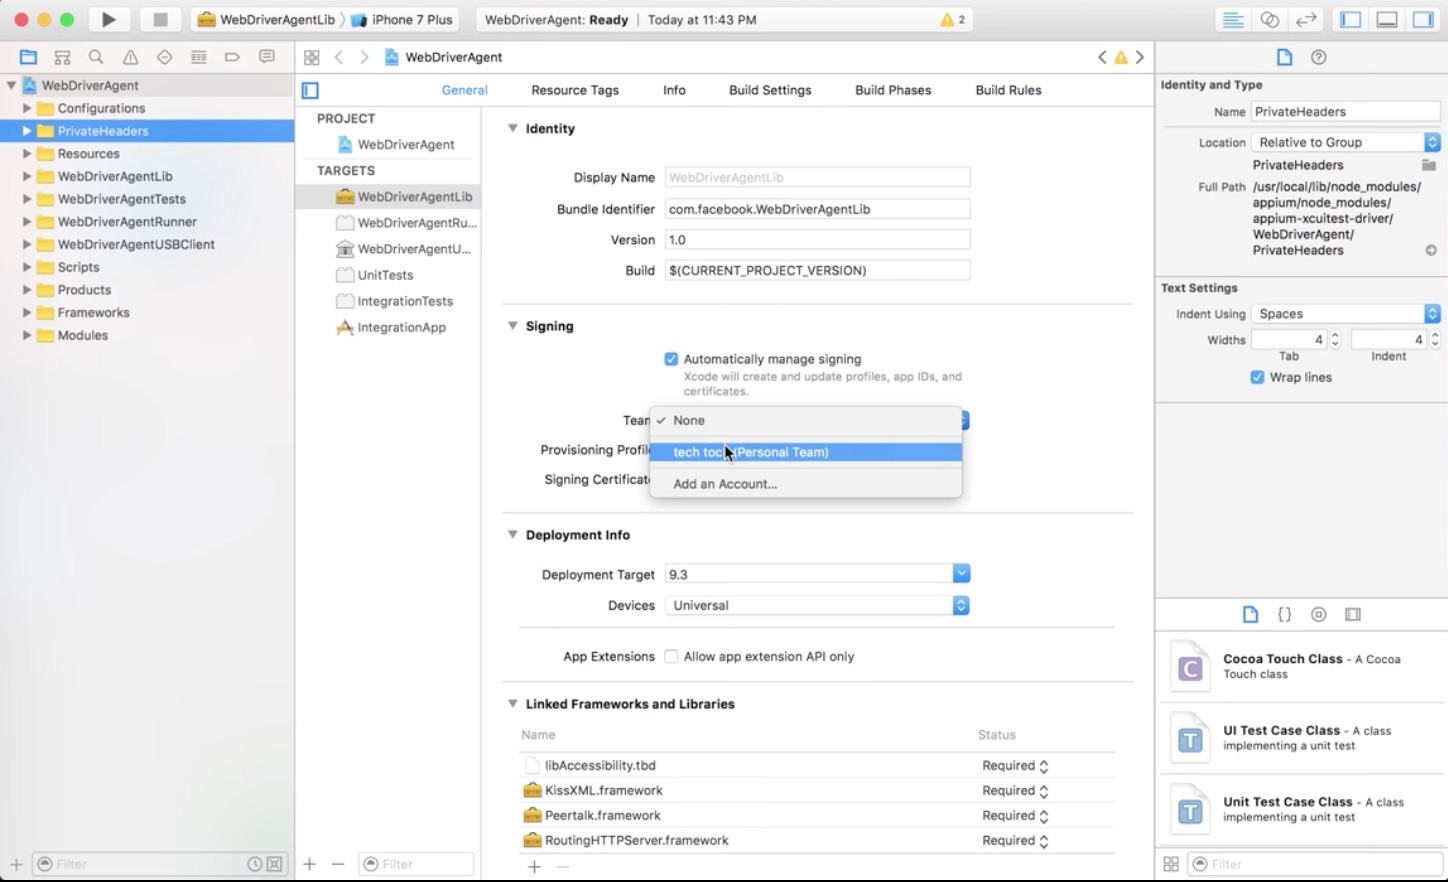 WebDriverAgentLib
iPhone 7 Plus
WebDriverAgent: Ready | Today at 11:43 PM
2
WebDriverAgent
Configurations
PrivateHeaders
Resources
WebDriverAgentLib
WebDriverAgentTests
WebDriverAgentRunner
WebDriverAgentUSBClient
Scripts
Products
Frameworks
Modules
Filter
WebDriverAgent
General
Resource Tags
Info
Build Settings
Build Phases
Build Rules
PROJECT
WebDriverAgent
TARGETS
WebDriverAgentLib
WebDriverAgentRu...
WebDriverAgentU...
UnitTests
IntegrationTests
IntegrationApp
Filter
Identity
Display Name WebDriverAgentLib
Bundle Identifier com.facebook.WebDriverAgentLib
Version 1.0
Build $(CURRENT_PROJECT_VERSION)
Signing
Automatically manage signing
Xcode will create and update profiles, app IDs, and
certificates.
None
Provisioning
tech (Personal Team)
Signing
Add an Account...
Deployment Info
Deployment Target 9.3
Devices Universal
App Extensions Allow app extension API only
Linked Frameworks and Libraries
Name Status
libAccessibility.tbd Required
KissXML.framework Required
Peertalk.framework Required
RoutingHTTPServer.framework Required
Identity and Type
Name PrivateHeaders
Location Relative to Group
PrivateHeaders
Full Path /usr/local/lib/node_modules/
appium/node_modules/
appium-xcuitest-driver/
WebDriverAgent/
PrivateHeaders
Text Settings
Indent Using Spaces
Widths 4 4
Tab Indent
Wrap lines
C
Cocoa Touch Class - A Cocoa
Touch class
T
UI Test Case Class - A class
implementing a unit test
T
Unit Test Case Class - A class
implementing a unit test
Filter